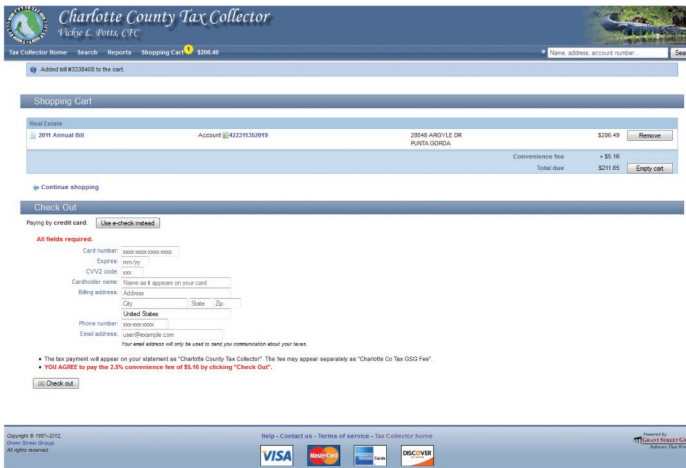 Charlotte County Tax Collector
Vickie L. Potts, CFC
Tax Collector Home Search Reports Shopping Cart 1 $206.49 Name, address, account number... Sea
Added bill #3338408 to the cart.
Shopping Cart
Real Estate
2011 Annual Bill Account 422311352019 28048 ARGYLE DR $206.49 Remove
PUNTA GORDA
Convenience fee + $5.16
Total due $211.65 Empty cart
Continue shopping
Check Out
Paying by credit card. Use e-check instead
All fields required.
Card number: xxxx-xxxx-xxxx-xxxx
Expires: mm/yy
CVV2 code: xxx
Cardholder name: Name as it appears on your card
Billing address: Address
City State Zip
United States
Phone number: xxx-xxx-xxxx
Email address: user@example.com
Your email address will only be used to send you communication about your taxes.
• The tax payment will appear on your statement as "Charlotte County Tax Collector". The fee may appear separately as "Charlotte Co Tax GSG Fee".
• YOU AGREE to pay the 2.5% convenience fee of $5.16 by clicking "Check Out".
Check out
Copyright © 1997-2012, Help - Contact us - Terms of service - Tax Collector home Powered by
Grant Street Group. GRANT STREET GR
All rights reserved. Software That Wor
VISA MasterCard Cards DISCOVER